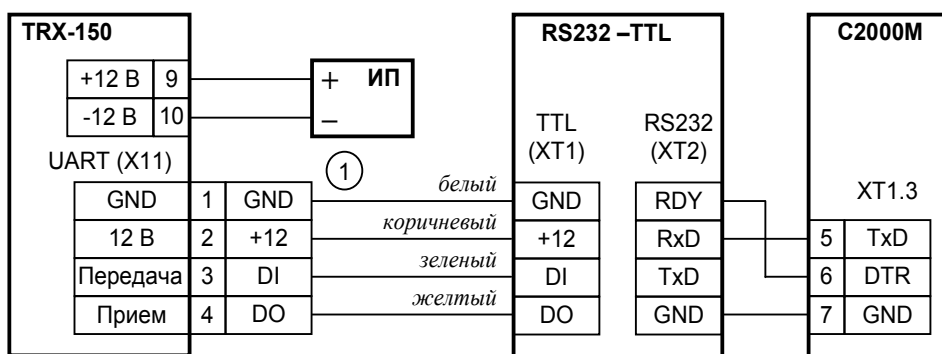 TRX-150
RS232 –TTL
C2000M
+12 В 9
+ ИП
-12 В 10
–
TTL
(XT1)
RS232
(XT2)
UART (X11)
1
XT1.3
GND 1 GND
белый
GND
RDY
12 В 2 +12
коричневый
+12
RxD
5 TxD
Передача 3 DI
зеленый
DI
TxD
6 DTR
Прием 4 DO
желтый
DO
GND
7 GND